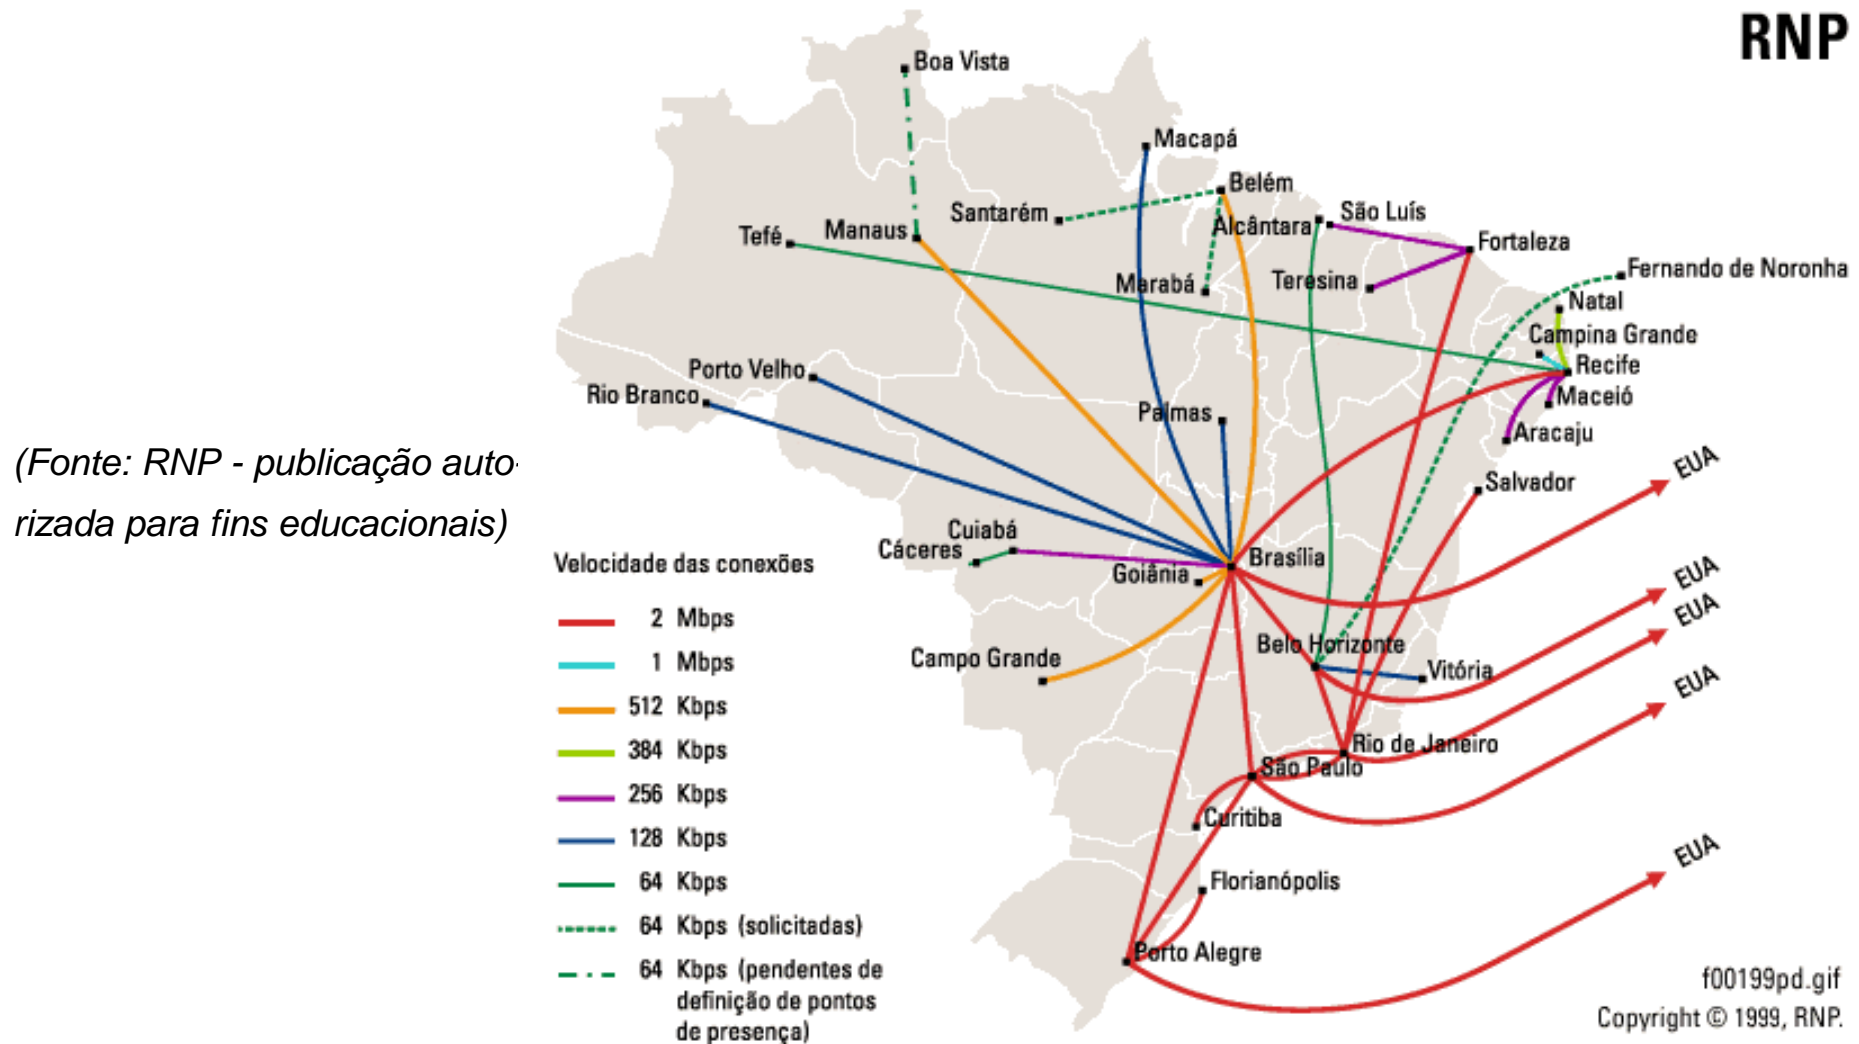 RNP
Boa Vista
Macapá
Belém
Santarém
São Luís
Alcântara
Manaus
Tefé
Fortaleza
Fernando de Noronha
Marabá
Teresina
Natal
Campina Grande
Recife
Porto Velho
Rio Branco
Maceió
Palmas
Aracaju
(Fonte: RNP - publicação auto-
rizada para fins educacionais)
EUA
Salvador
Cuiabá
Cáceres
Brasília
Goiânia
EUA
EUA
Velocidade das conexões
2 Mbps
1 Mbps
512 Kbps
384 Kbps
256 Kbps
128 Kbps
64 Kbps
64 Kbps (solicitadas)
64 Kbps (pendentes de
definição de pontos
de presença)
Belo Horizonte
Campo Grande
Vitória
EUA
Rio de Janeiro
São Paulo
Curitiba
EUA
Florianópolis
Porto Alegre
f00199pd.gif
Copyright © 1999, RNP.